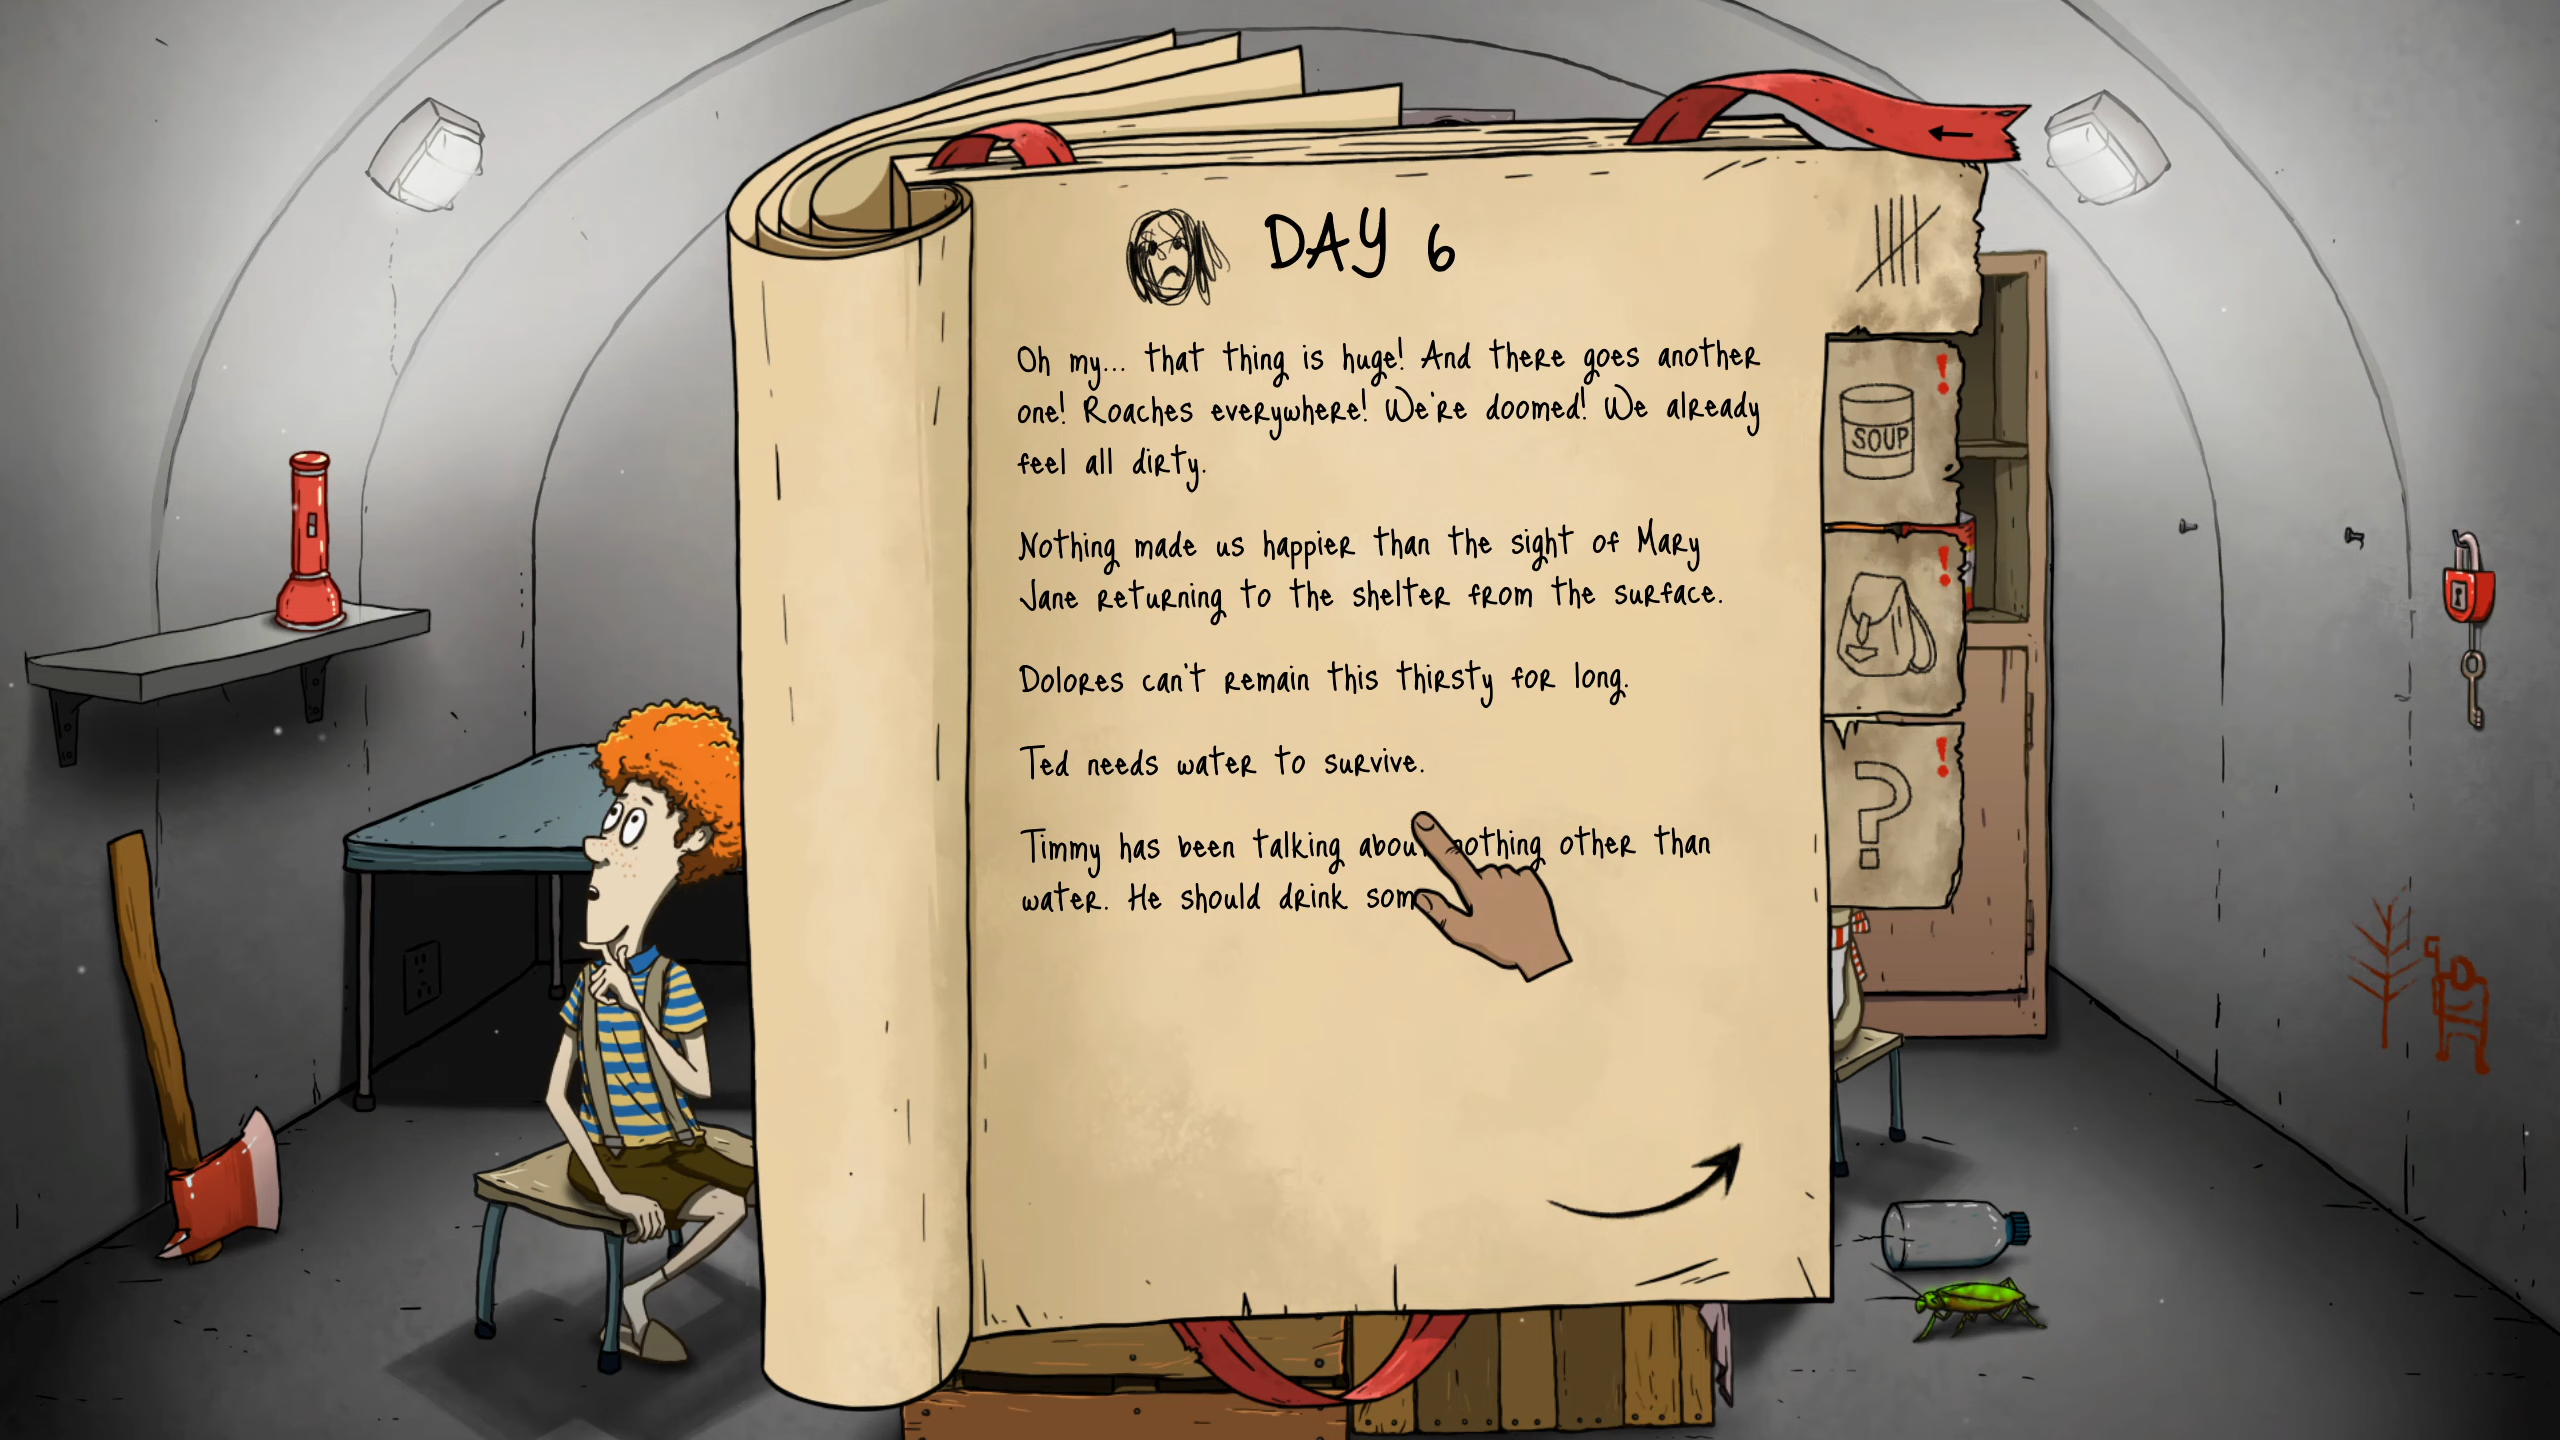 DAY 6
Oh my... that thing is huge! And there goes another
one! Roaches everywhere! We're doomed! We already
feel all dirty.
Nothing made us happier than the sight of Mary
Jane returning to the shelter from the surface.
Dolores can't remain this thirsty for long.
Ted needs water to survive.
Timmy has been talking about nothing other than
water. He should drink
!
SOUP
!
!
?